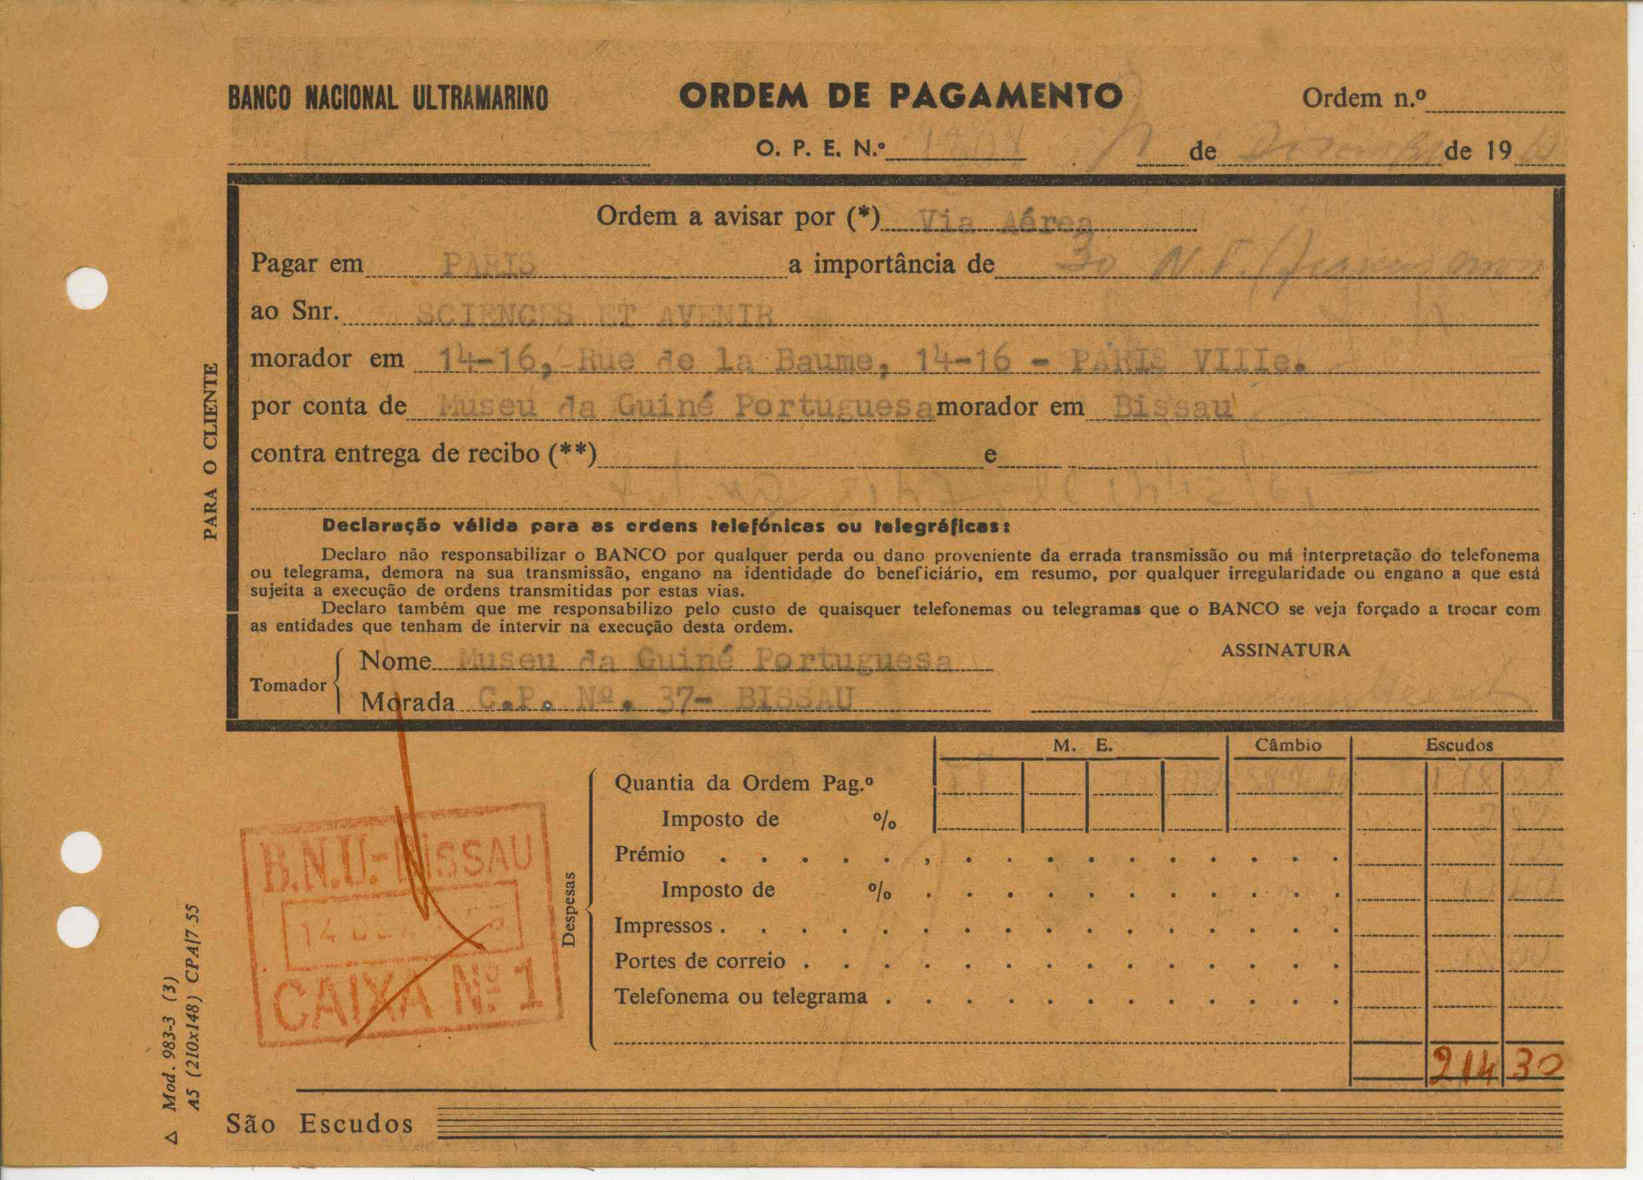 BANCO NACIONAL ULTRAMARINO
ORDEM DE PAGAMENTO
Ordem n.º
O. P. E. N.º
de de 19
Ordem a avisar por (*) Via Aérea
Pagar em PARIS a importância de 30 N.F.
ao Snr. SCIENCES ET AVENIR
morador em 14-16, Rue de la Baume, 14-16 - PARIS VIIIe.
por conta de Museu da Guiné Portuguesa morador em Bissau
contra entrega de recibo (**) e
Declaração válida para as ordens telefónicas ou telegráficas:
Declaro não responsabilizar o BANCO por qualquer perda ou dano proveniente da errada transmissão ou má interpretação do telefonema
ou telegrama, demora na sua transmissão, engano na identidade do beneficiário, em resumo, por qualquer irregularidade ou engano a que está
sujeita a execução de ordens transmitidas por estas vias.
Declaro também que me responsabilizo pelo custo de quaisquer telefonemas ou telegramas que o BANCO se veja forçado a trocar com
as entidades que tenham de intervir na execução desta ordem.
Tomador
Nome Museu da Guiné Portuguesa
Morada C.P. Nº. 37- BISSAU
ASSINATURA
PARA O CLIENTE
M. E. Câmbio Escudos
Despesas
Quantia da Ordem Pag.º
Imposto de %
Prémio
Imposto de %
Impressos
Portes de correio
Telefonema ou telegrama
214 30
B.N.U.-BISSAU
14
CAIXA Nº 1
São Escudos
Mod. 983-3 (3)
A5 (210x148) CPA/7 55